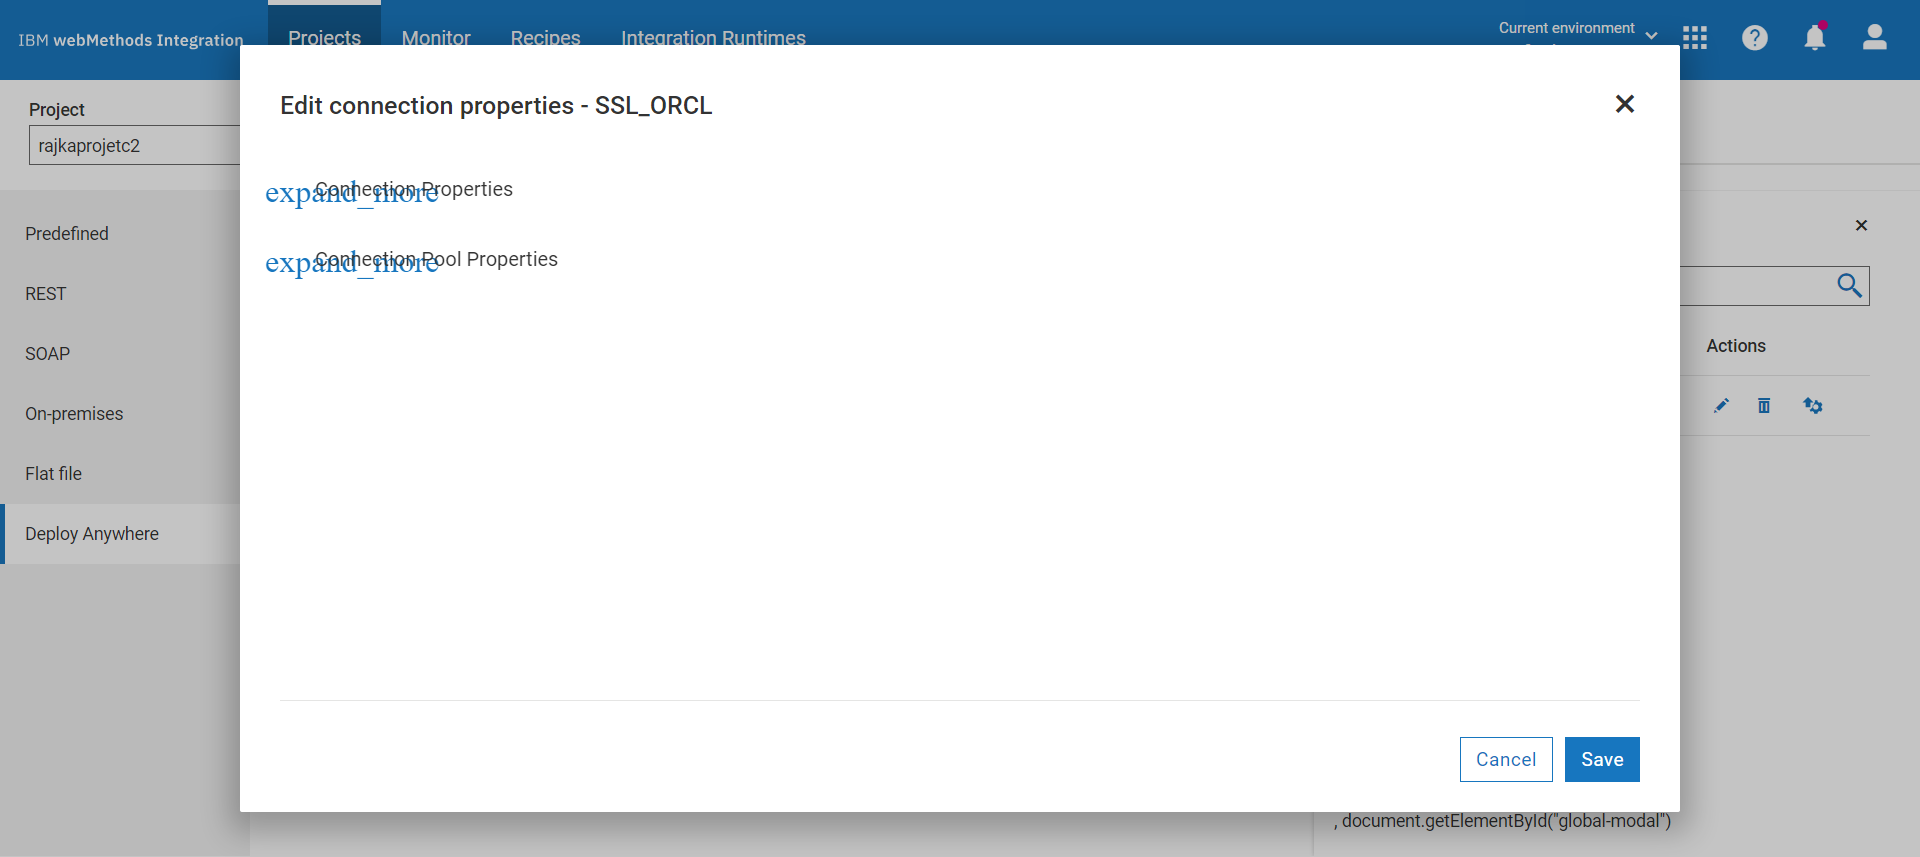 IBM webMethods Integration
Projects
Monitor
Recipes
Integration Runtimes
Current environment
Project
rajkaprojetc2
Predefined
REST
SOAP
On-premises
Flat file
Deploy Anywhere
Edit connection properties - SSL_ORCL
expand_more
Connection Properties
expand_more
Connection Pool Properties
Actions
Cancel
Save
, document.getElementById("global-modal")